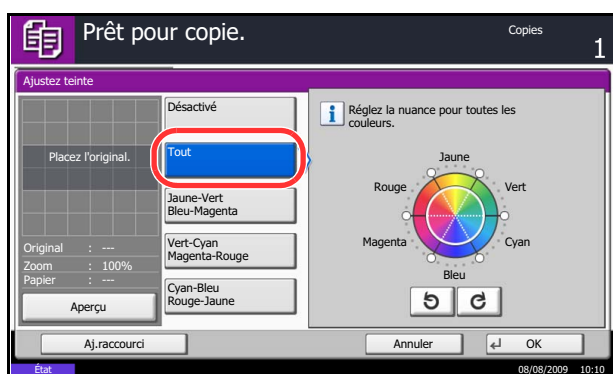 Prêt pour copie.
Copies
1
Ajustez teinte
Placez l'original.
Original : ---
Zoom : 100%
Papier : ---
Aperçu
Désactivé
Tout
Jaune-Vert
Bleu-Magenta
Vert-Cyan
Magenta-Rouge
Cyan-Bleu
Rouge-Jaune
Réglez la nuance pour toutes les
couleurs.
Jaune
Rouge
Vert
Magenta
Cyan
Bleu
Aj.raccourci
Annuler
OK
État
08/08/2009 10:10